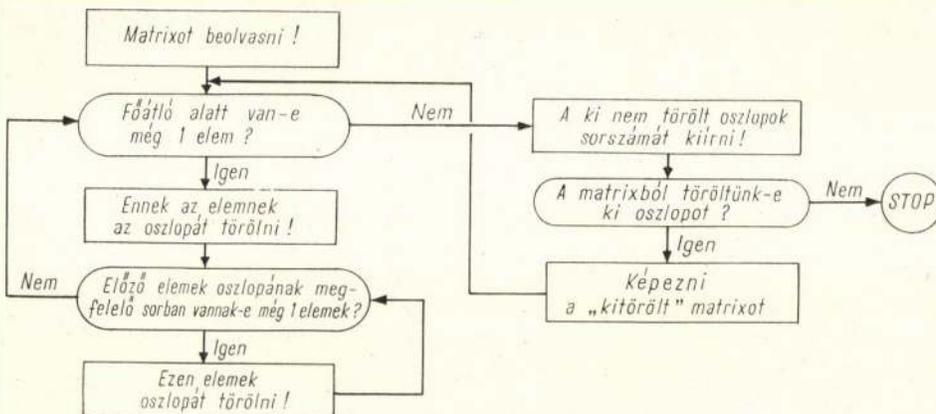 Matrixot beolvasni !
Főátló alatt van-e
még 1 elem ?
Nem
Igen
Ennek az elemnek
az oszlopát törölni !
Nem
Előző elemek oszlopának meg-
felelő sorban vannak-e még 1 elemek ?
Igen
Ezen elemek
oszlopát törölni !
A ki nem törölt oszlopok
sorszámát kiírni !
A matrixból töröltünk-e
ki oszlopot ?
Nem
STOP
Igen
Képezni
a „kitörölt" matrixot